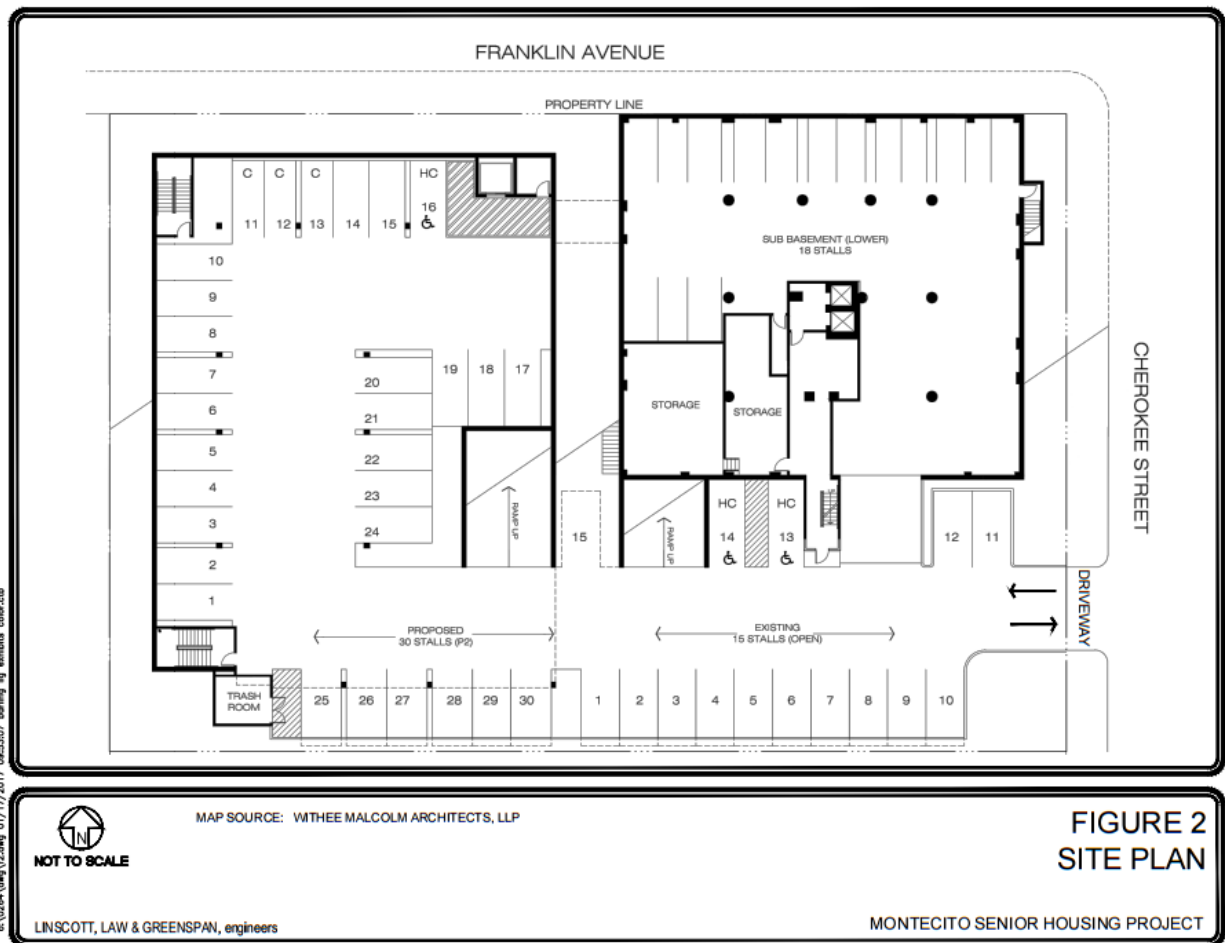 FRANKLIN AVENUE
PROPERTY LINE
C C C HC
11 12 13 14 15 16
10
9
8
7
6
5
4
3
2
1
19 18 17
20
21
22
23
24
RAMP UP
SUB BASEMENT (LOWER)
18 STALLS
STORAGE
STORAGE
CHEROKEE STREET
15
RAMP UP
HC HC
14 13
12 11
DRIVEWAY
PROPOSED
30 STALLS (P2)
EXISTING
15 STALLS (OPEN)
TRASH
ROOM
25 26 27 28 29 30 1 2 3 4 5 6 7 8 9 10
N
NOT TO SCALE
MAP SOURCE: WITHEE MALCOLM ARCHITECTS, LLP
FIGURE 2
SITE PLAN
LINSCOTT, LAW & GREENSPAN, engineers
MONTECITO SENIOR HOUSING PROJECT